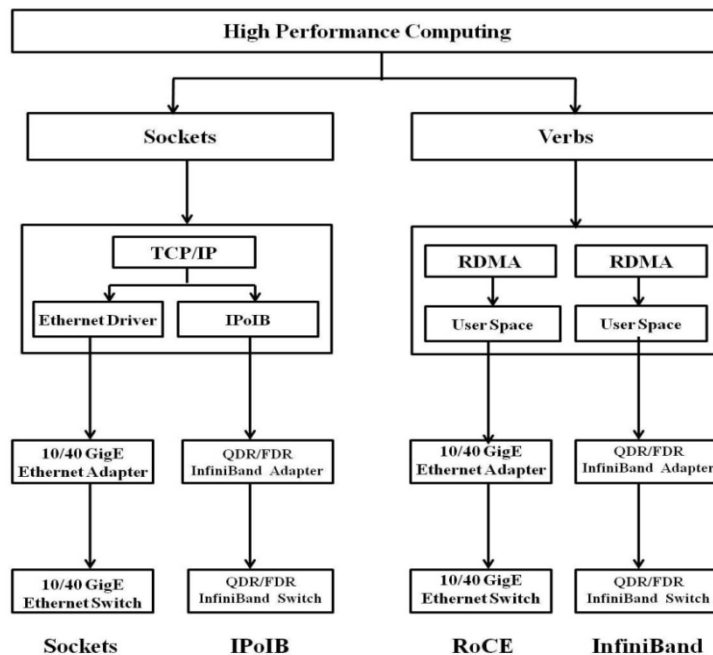 High Performance Computing
Sockets
Verbs
TCP/IP
Ethernet Driver
IPoIB
RDMA
User Space
RDMA
User Space
10/40 GigE
Ethernet Adapter
QDR/FDR
InfiniBand Adapter
10/40 GigE
Ethernet Adapter
QDR/FDR
InfiniBand Adapter
10/40 GigE
Ethernet Switch
QDR/FDR
InfiniBand Switch
10/40 GigE
Ethernet Switch
QDR/FDR
InfiniBand Switch
Sockets
IPoIB
RoCE
InfiniBand